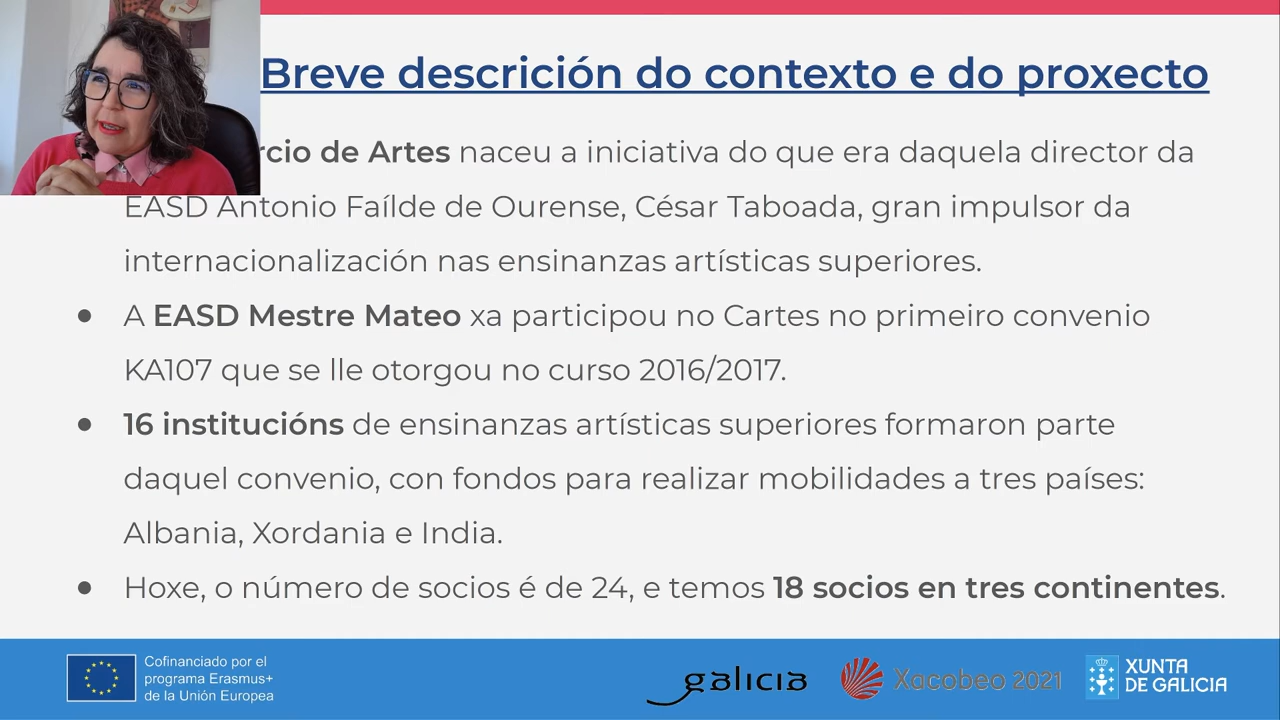 Breve descrición do contexto e do proxecto
de Artes naceu a iniciativa do que era daquela director da
EASD Antonio Faílde de Ourense, César Taboada, gran impulsor da
internacionalización nas ensinanzas artísticas superiores.
● A EASD Mestre Mateo xa participou no Cartes no primeiro convenio
KA107 que se lle otorgou no curso 2016/2017.
● 16 institucións de ensinanzas artísticas superiores formaron parte
daquel convenio, con fondos para realizar mobilidades a tres países:
Albania, Xordania e India.
● Hoxe, o número de socios é de 24, e temos 18 socios en tres continentes.
Cofinanciado por el
programa Erasmus+
de la Unión Europea
galicia
Xacobeo 2021
XUNTA
DE GALICIA